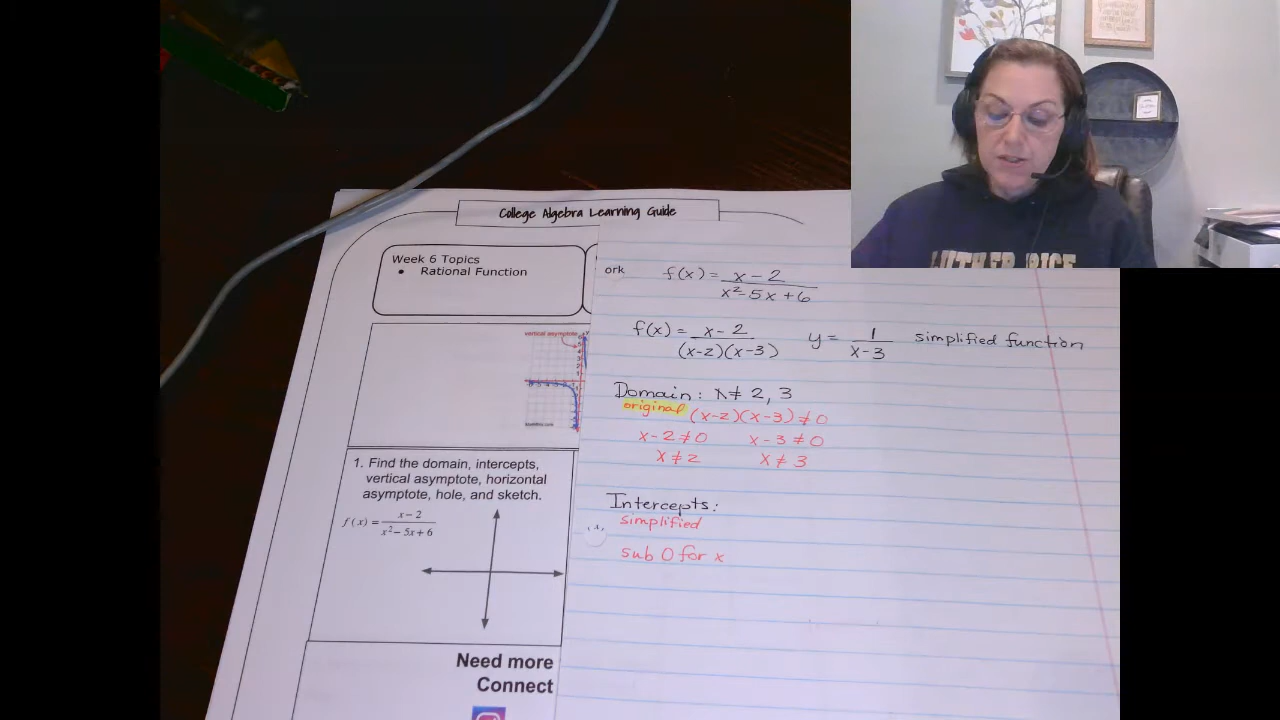 College Algebra Learning Guide
Week 6 Topics
• Rational Function
vertical asymptote
1. Find the domain, intercepts,
vertical asymptote, horizontal
asymptote, hole, and sketch.
f(x) = x − 2 / x² − 5x + 6
Need more
Connect
ork
f(x) = x − 2 / x² − 5x + 6
f(x) = x − 2 / (x−2)(x−3) y = 1 / x−3 simplified function
Domain: x ≠ 2, 3
original (x−2)(x−3) ≠ 0
x−2 ≠ 0 x−3 ≠ 0
x ≠ 2 x ≠ 3
Intercepts:
simplified
sub 0 for x
LUTHER RICE